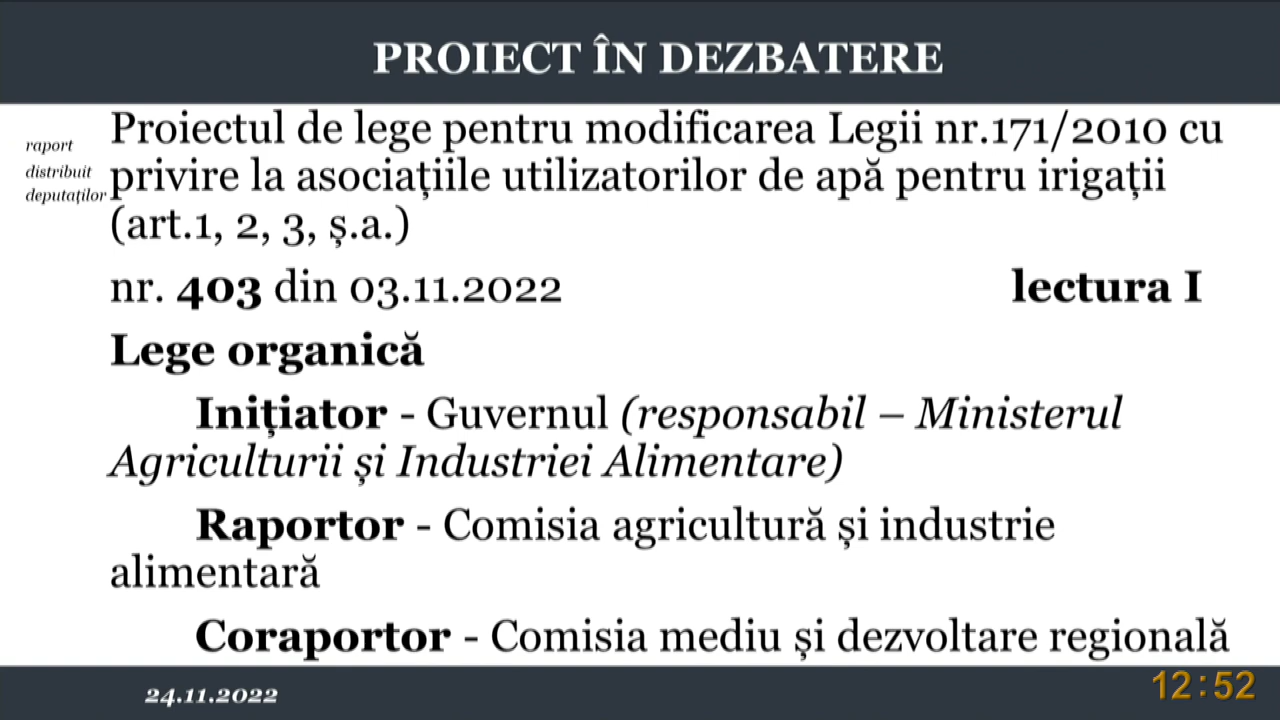 PROIECT ÎN DEZBATERE
raport
distribuit
deputaților
Proiectul de lege pentru modificarea Legii nr.171/2010 cu
privire la asociațiile utilizatorilor de apă pentru irigații
(art.1, 2, 3, ș.a.)
nr. 403 din 03.11.2022 lectura I
Lege organică
Inițiator - Guvernul (responsabil – Ministerul
Agriculturii și Industriei Alimentare)
Raportor - Comisia agricultură și industrie
alimentară
Coraportor - Comisia mediu și dezvoltare regională
24.11.2022 12:52